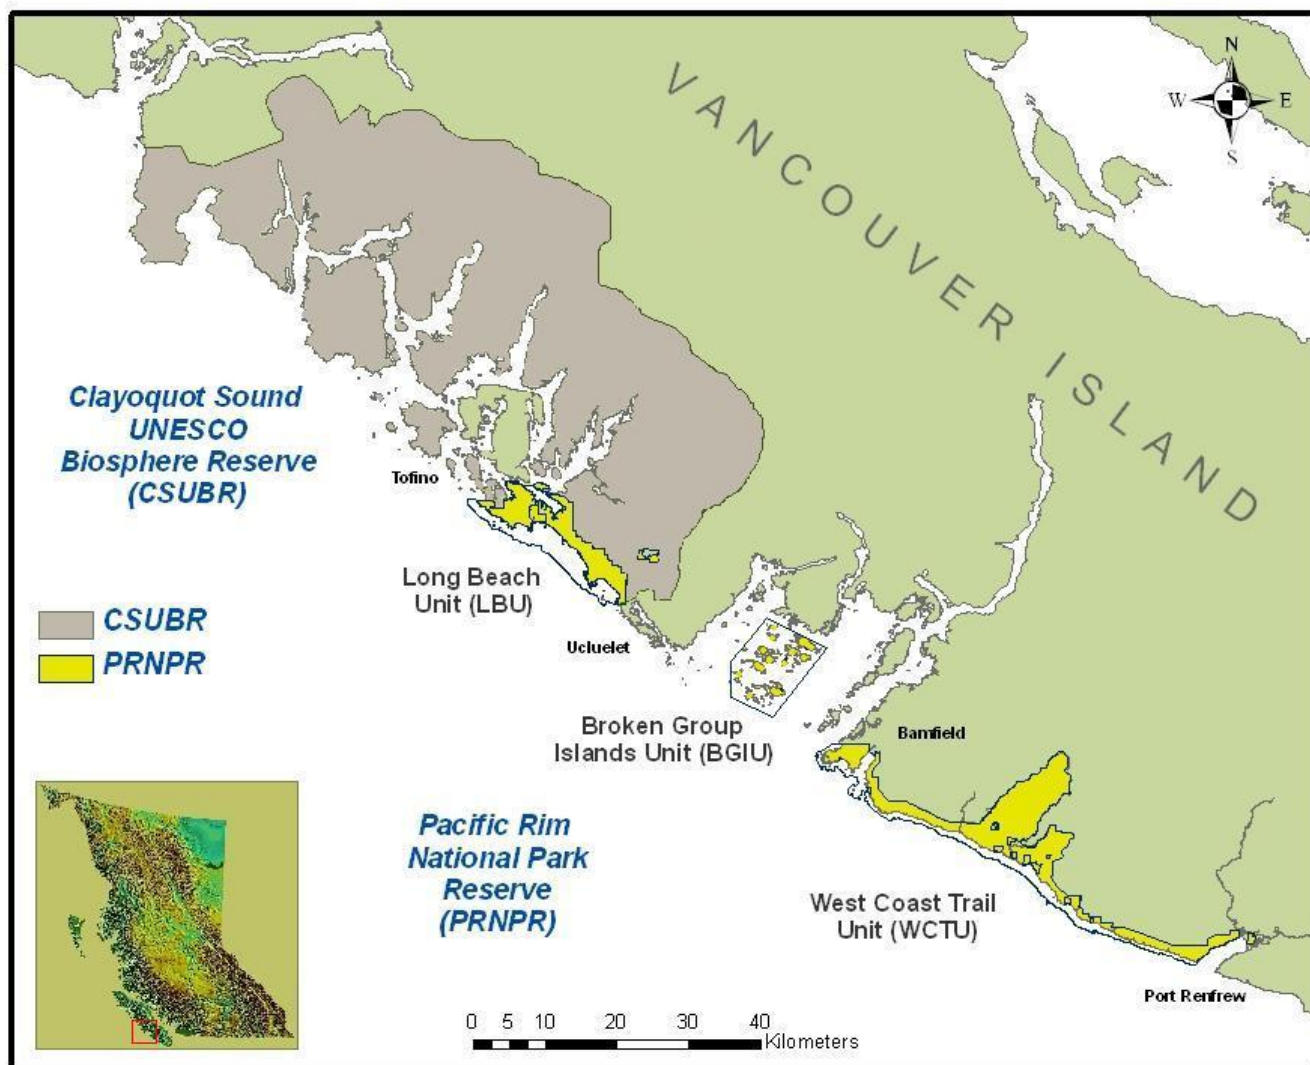 N
W E
S
VANCOUVER ISLAND
Clayoquot Sound
UNESCO
Biosphere Reserve
(CSUBR)
Tofino
Long Beach
Unit (LBU)
CSUBR
PRNPR
Ucluelet
Broken Group
Islands Unit (BGIU)
Bamfield
Pacific Rim
National Park
Reserve
(PRNPR)
West Coast Trail
Unit (WCTU)
Port Renfrew
0 5 10 20 30 40
Kilometers